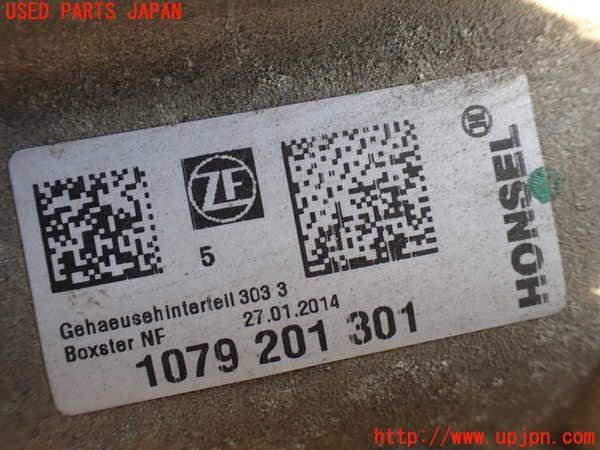 USED PARTS JAPAN
ZF
5
HONSEL
Gehaeusehinterteil 303 3
Boxster NF 27.01.2014
1079 201 301
http://www.upjpn.com/